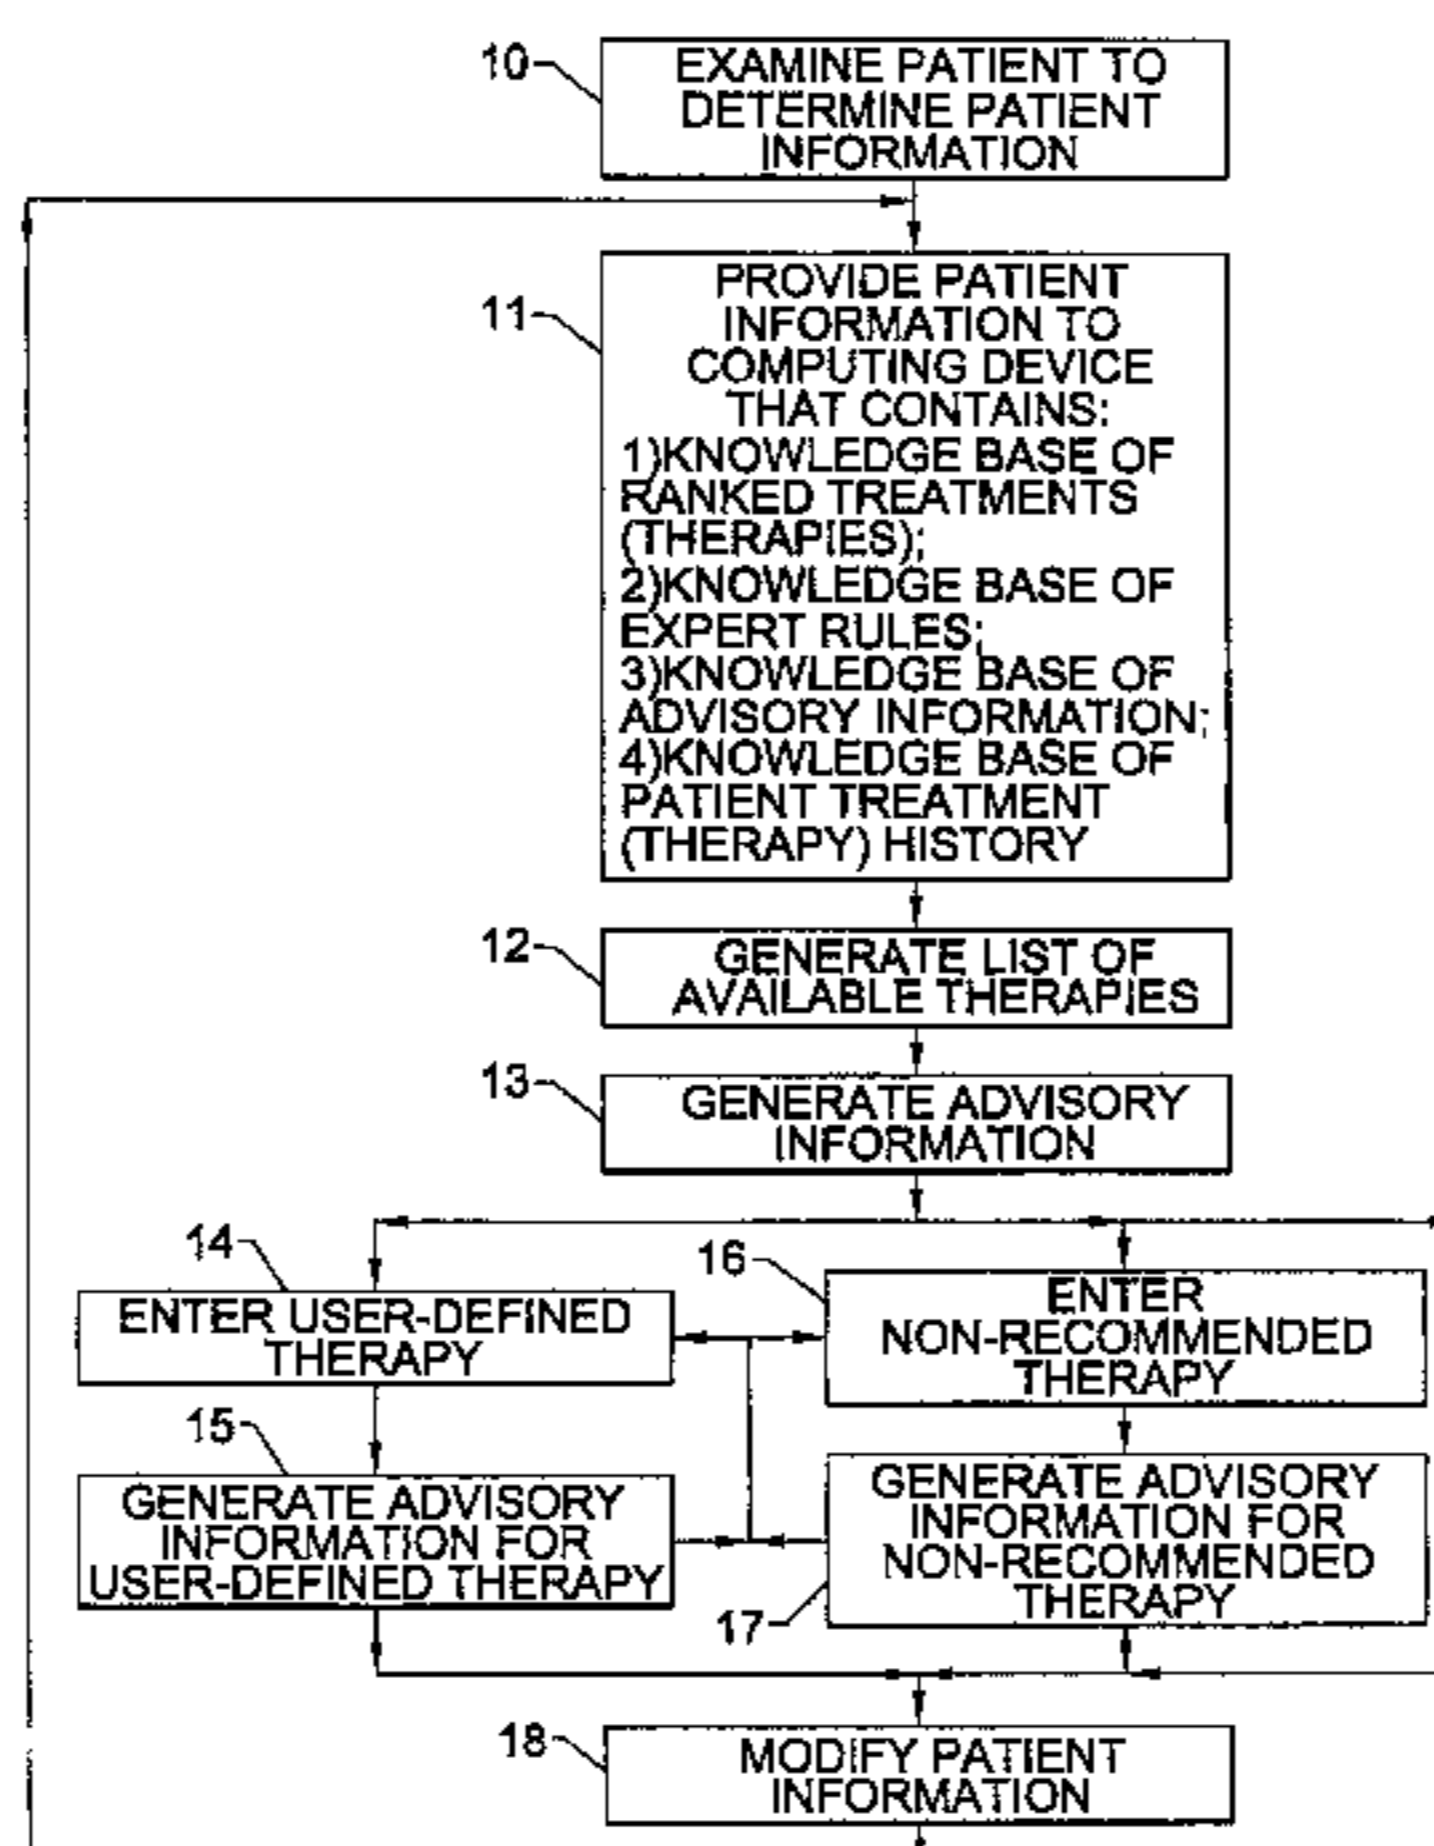 10
EXAMINE PATIENT TO
DETERMINE PATIENT
INFORMATION
11
PROVIDE PATIENT
INFORMATION TO
COMPUTING DEVICE
THAT CONTAINS:
1)KNOWLEDGE BASE OF
RANKED TREATMENTS
(THERAPIES);
2)KNOWLEDGE BASE OF
EXPERT RULES;
3)KNOWLEDGE BASE OF
ADVISORY INFORMATION;
4)KNOWLEDGE BASE OF
PATIENT TREATMENT
(THERAPY) HISTORY
12
GENERATE LIST OF
AVAILABLE THERAPIES
13
GENERATE ADVISORY
INFORMATION
14
ENTER USER-DEFINED
THERAPY
16
ENTER
NON-RECOMMENDED
THERAPY
15
GENERATE ADVISORY
INFORMATION FOR
USER-DEFINED THERAPY
17
GENERATE ADVISORY
INFORMATION FOR
NON-RECOMMENDED
THERAPY
18
MODIFY PATIENT
INFORMATION